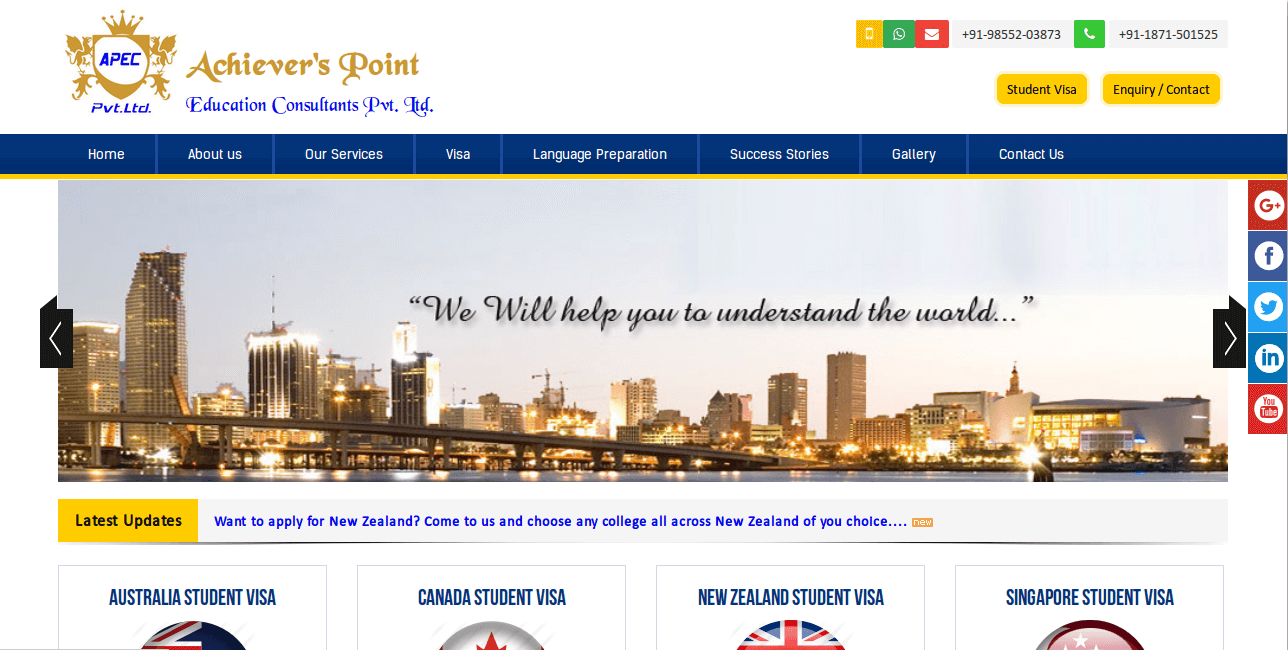 APEC
Pvt.Ltd.
Achiever's Point
Education Consultants Pvt. Ltd.
+91-98552-03873
+91-1871-501525
Student Visa
Enquiry / Contact
Home
About us
Our Services
Visa
Language Preparation
Success Stories
Gallery
Contact Us
G+
f
in
You
Tube
“We Will help you to understand the world...”
Latest Updates
Want to apply for New Zealand? Come to us and choose any college all across New Zealand of you choice.... new
AUSTRALIA STUDENT VISA
CANADA STUDENT VISA
NEW ZEALAND STUDENT VISA
SINGAPORE STUDENT VISA